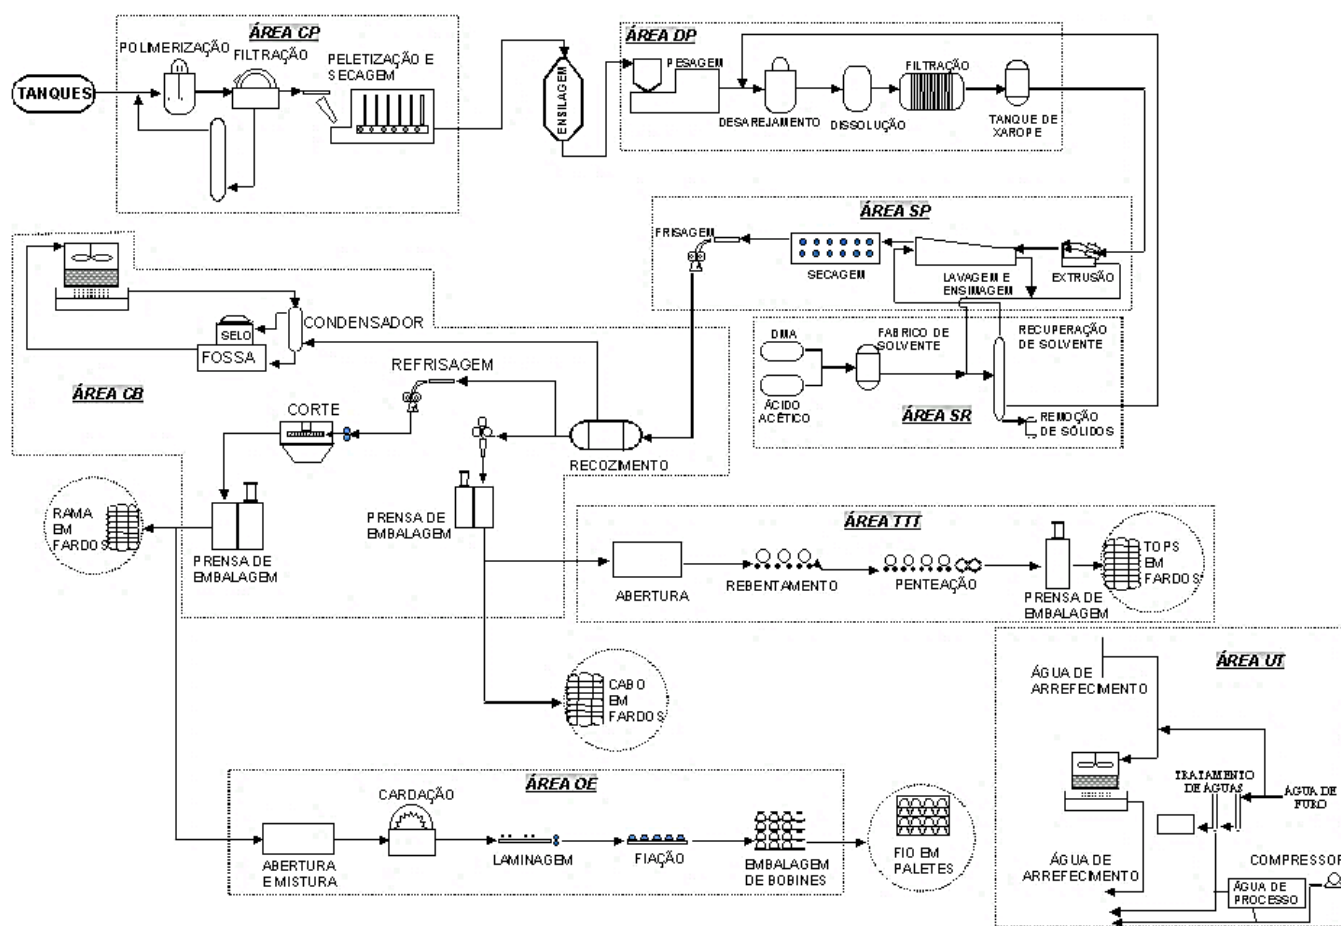 ÁREA CP
POLIMERIZAÇÃO
FILTRAÇÃO
PELETIZAÇÃO E
SECAGEM
TANQUES
ENSILAGEM
ÁREA DP
PESAGEM
FILTRAÇÃO
DESAREJAMENTO
DISSOLUÇÃO
TANQUE DE
XAROPE
ÁREA SP
FRISAGEM
SECAGEM
LAVAGEM E
ENSIMAGEM
EXTRUSÃO
DMA
FABRICO DE
SOLVENTE
RECUPERAÇÃO
DE SOLVENTE
ÁCIDO
ACÉTICO
ÁREA SR
REMOÇÃO
DE SÓLIDOS
SELO
FOSSA
CONDENSADOR
ÁREA CB
REFRISAGEM
CORTE
RECOZIMENTO
RAMA
EM
FARDOS
PRENSA DE
EMBALAGEM
PRENSA DE
EMBALAGEM
ÁREA TTT
ABERTURA
REBENTAMENTO
PENTEAÇÃO
PRENSA DE
EMBALAGEM
TOPS
EM
FARDOS
CABO
EM
FARDOS
ÁREA UT
ÁGUA DE
ARREFECIMENTO
TRATAMENTO
DE ÁGUAS
ÁGUA DE
FURO
ÁGUA DE
ARREFECIMENTO
COMPRESSOR
ÁGUA DE
PROCESSO
ÁREA OE
CARDAÇÃO
ABERTURA
E MISTURA
LAMINAGEM
FIAÇÃO
EMBALAGEM
DE BOBINES
FIO EM
PALETES